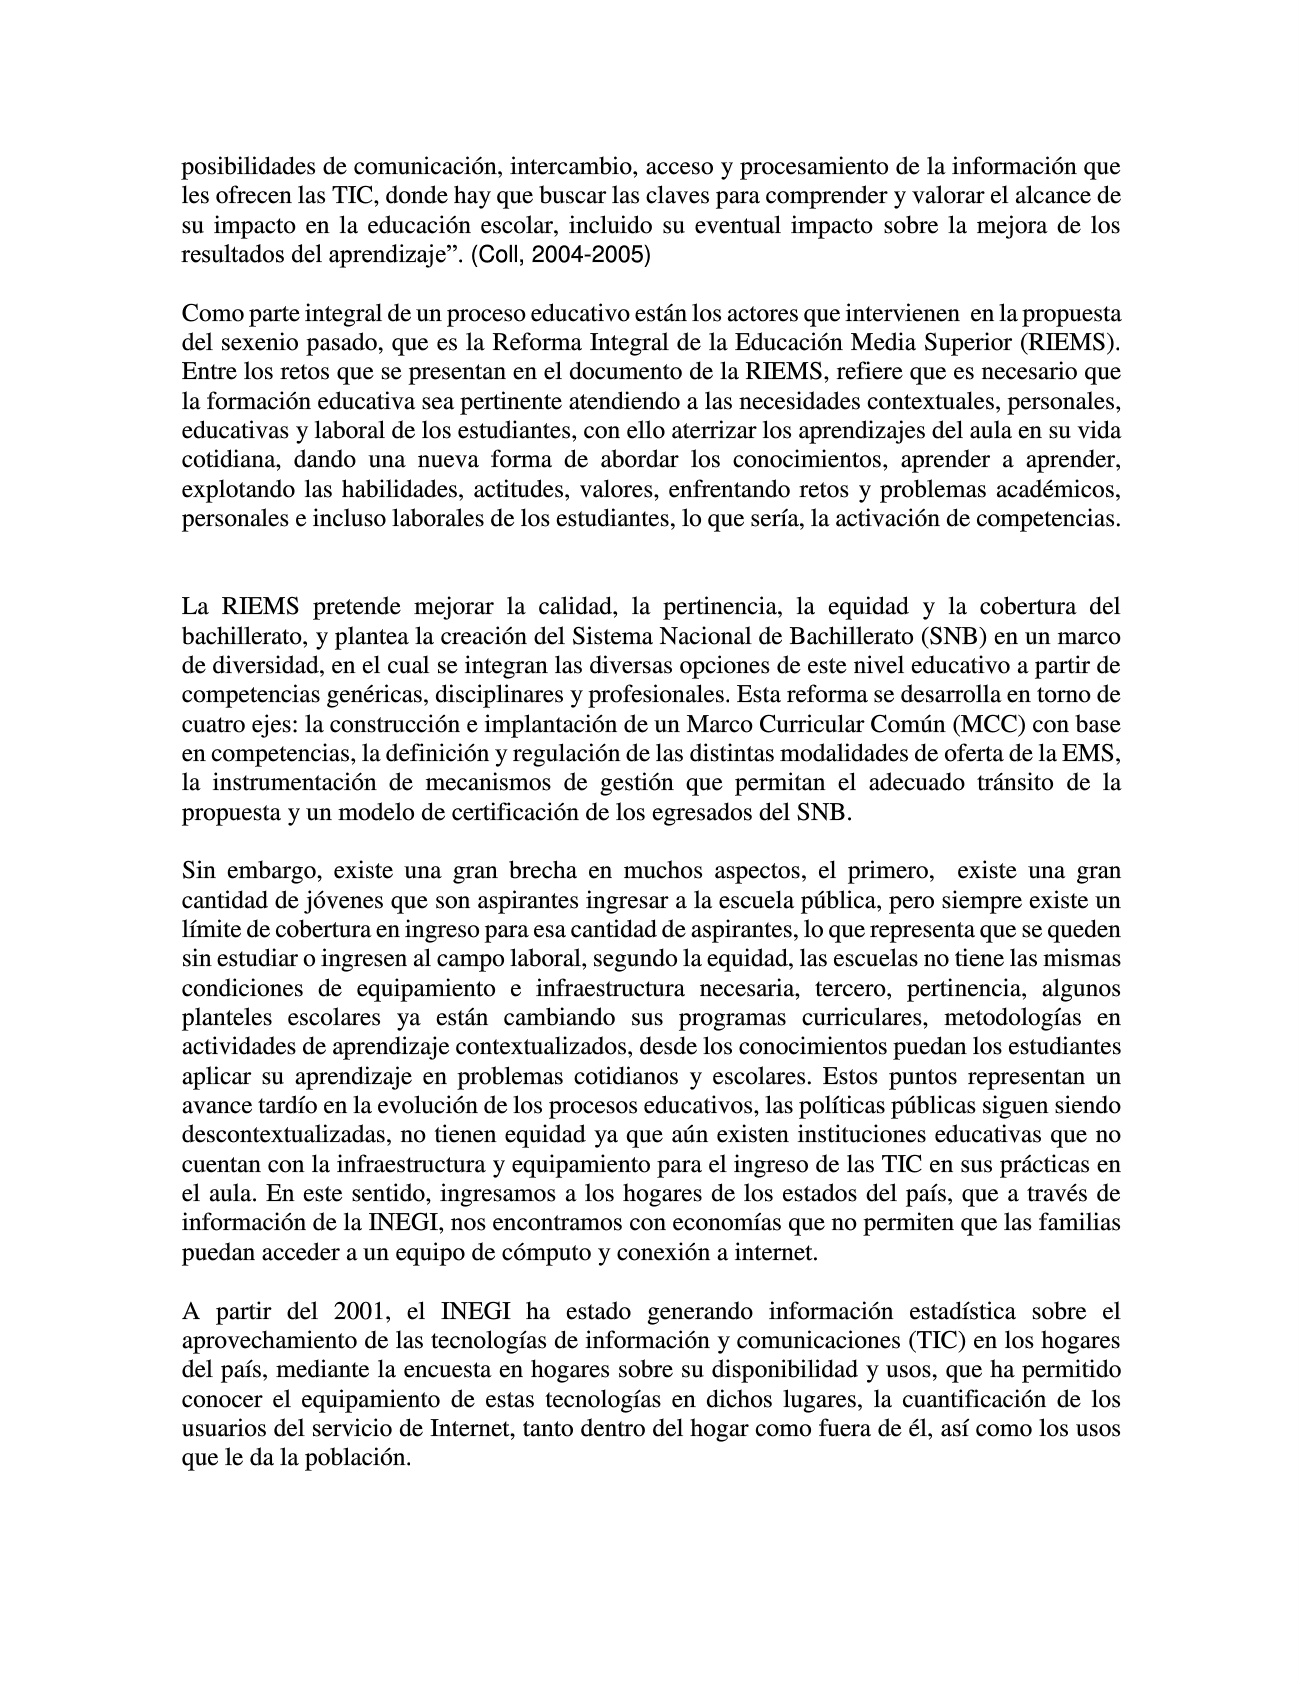 posibilidades de comunicación, intercambio, acceso y procesamiento de la información que
les ofrecen las TIC, donde hay que buscar las claves para comprender y valorar el alcance de
su impacto en la educación escolar, incluido su eventual impacto sobre la mejora de los
resultados del aprendizaje”. (Coll, 2004-2005)
Como parte integral de un proceso educativo están los actores que intervienen  en la propuesta
del sexenio pasado, que es la Reforma Integral de la Educación Media Superior (RIEMS).
Entre los retos que se presentan en el documento de la RIEMS, refiere que es necesario que
la formación educativa sea pertinente atendiendo a las necesidades contextuales, personales,
educativas y laboral de los estudiantes, con ello aterrizar los aprendizajes del aula en su vida
cotidiana, dando una nueva forma de abordar los conocimientos, aprender a aprender,
explotando las habilidades, actitudes, valores, enfrentando retos y problemas académicos,
personales e incluso laborales de los estudiantes, lo que sería, la activación de competencias.
La RIEMS pretende mejorar la calidad, la pertinencia, la equidad y la cobertura del
bachillerato, y plantea la creación del Sistema Nacional de Bachillerato (SNB) en un marco
de diversidad, en el cual se integran las diversas opciones de este nivel educativo a partir de
competencias genéricas, disciplinares y profesionales. Esta reforma se desarrolla en torno de
cuatro ejes: la construcción e implantación de un Marco Curricular Común (MCC) con base
en competencias, la definición y regulación de las distintas modalidades de oferta de la EMS,
la instrumentación de mecanismos de gestión que permitan el adecuado tránsito de la
propuesta y un modelo de certificación de los egresados del SNB.
Sin embargo, existe una gran brecha en muchos aspectos, el primero,  existe una gran
cantidad de jóvenes que son aspirantes ingresar a la escuela pública, pero siempre existe un
límite de cobertura en ingreso para esa cantidad de aspirantes, lo que representa que se queden
sin estudiar o ingresen al campo laboral, segundo la equidad, las escuelas no tiene las mismas
condiciones de equipamiento e infraestructura necesaria, tercero, pertinencia, algunos
planteles escolares ya están cambiando sus programas curriculares, metodologías en
actividades de aprendizaje contextualizados, desde los conocimientos puedan los estudiantes
aplicar su aprendizaje en problemas cotidianos y escolares. Estos puntos representan un
avance tardío en la evolución de los procesos educativos, las políticas públicas siguen siendo
descontextualizadas, no tienen equidad ya que aún existen instituciones educativas que no
cuentan con la infraestructura y equipamiento para el ingreso de las TIC en sus prácticas en
el aula. En este sentido, ingresamos a los hogares de los estados del país, que a través de
información de la INEGI, nos encontramos con economías que no permiten que las familias
puedan acceder a un equipo de cómputo y conexión a internet.
A partir del 2001, el INEGI ha estado generando información estadística sobre el
aprovechamiento de las tecnologías de información y comunicaciones (TIC) en los hogares
del país, mediante la encuesta en hogares sobre su disponibilidad y usos, que ha permitido
conocer el equipamiento de estas tecnologías en dichos lugares, la cuantificación de los
usuarios del servicio de Internet, tanto dentro del hogar como fuera de él, así como los usos
que le da la población.